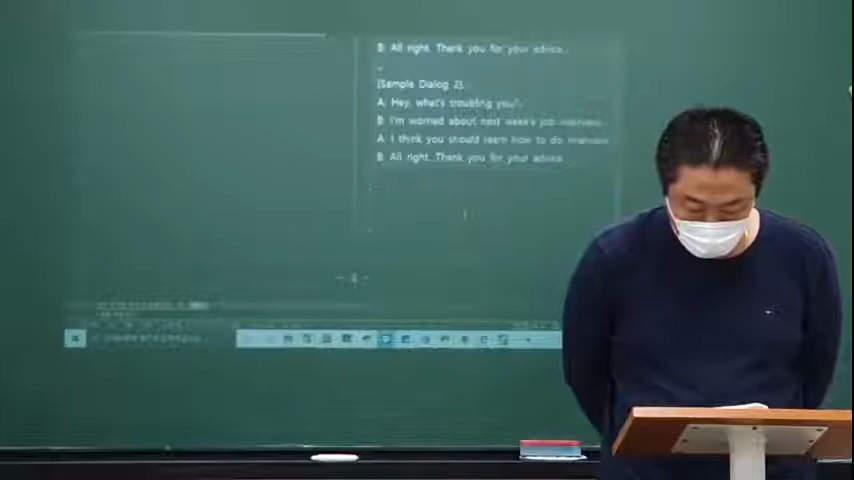 B: All right. Thank you for your advice.
[Sample Dialog 2]
A: Hey, what's troubling you?
B: I'm worried about next week's job interview.
A: I think you should learn how to do interviews
B: All right. Thank you for your advice.